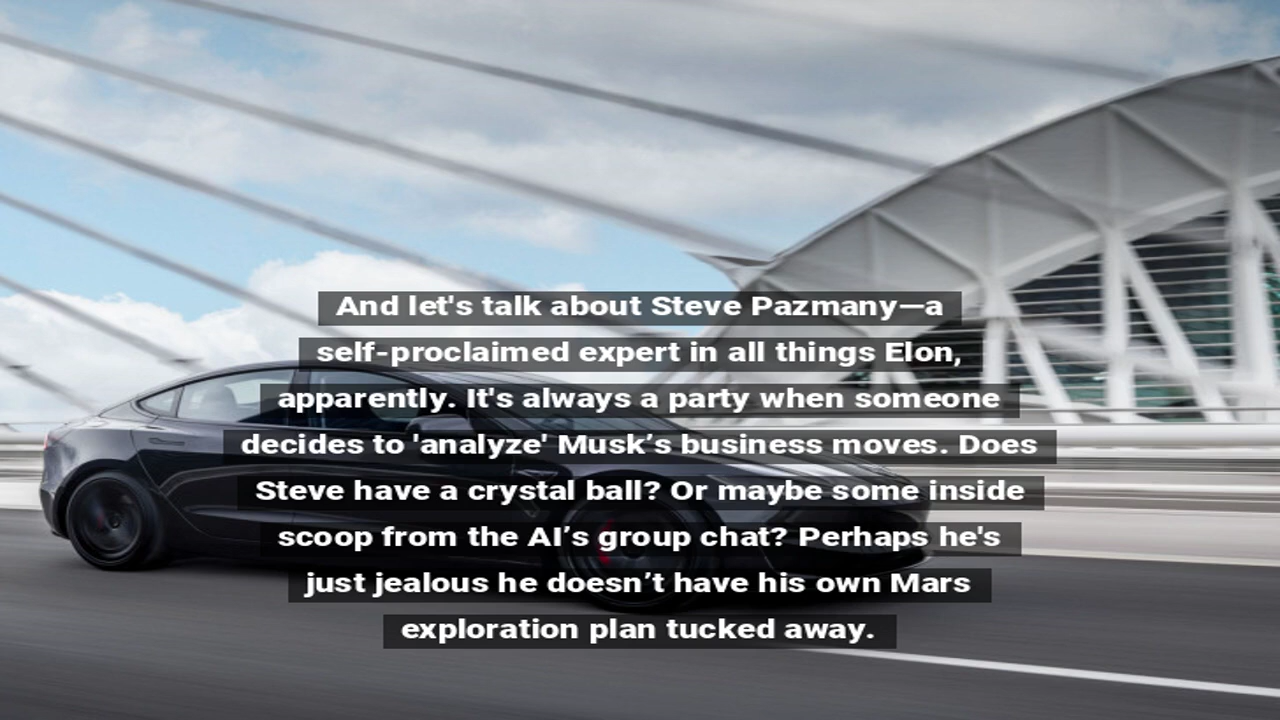 And let's talk about Steve Pazmany—a
self-proclaimed expert in all things Elon,
apparently. It's always a party when someone
decides to 'analyze' Musk’s business moves. Does
Steve have a crystal ball? Or maybe some inside
scoop from the AI’s group chat? Perhaps he's
just jealous he doesn’t have his own Mars
exploration plan tucked away.